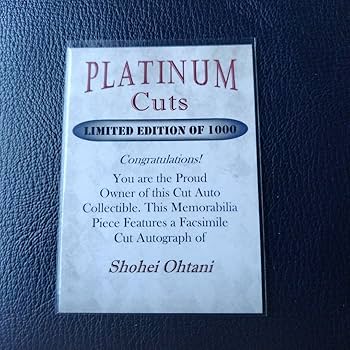 PLATINUM
Cuts
LIMITED EDITION OF 1000
Congratulations!
You are the Proud
Owner of this Cut Auto
Collectible. This Memorabilia
Piece Features a Facsimile
Cut Autograph of
Shohei Ohtani